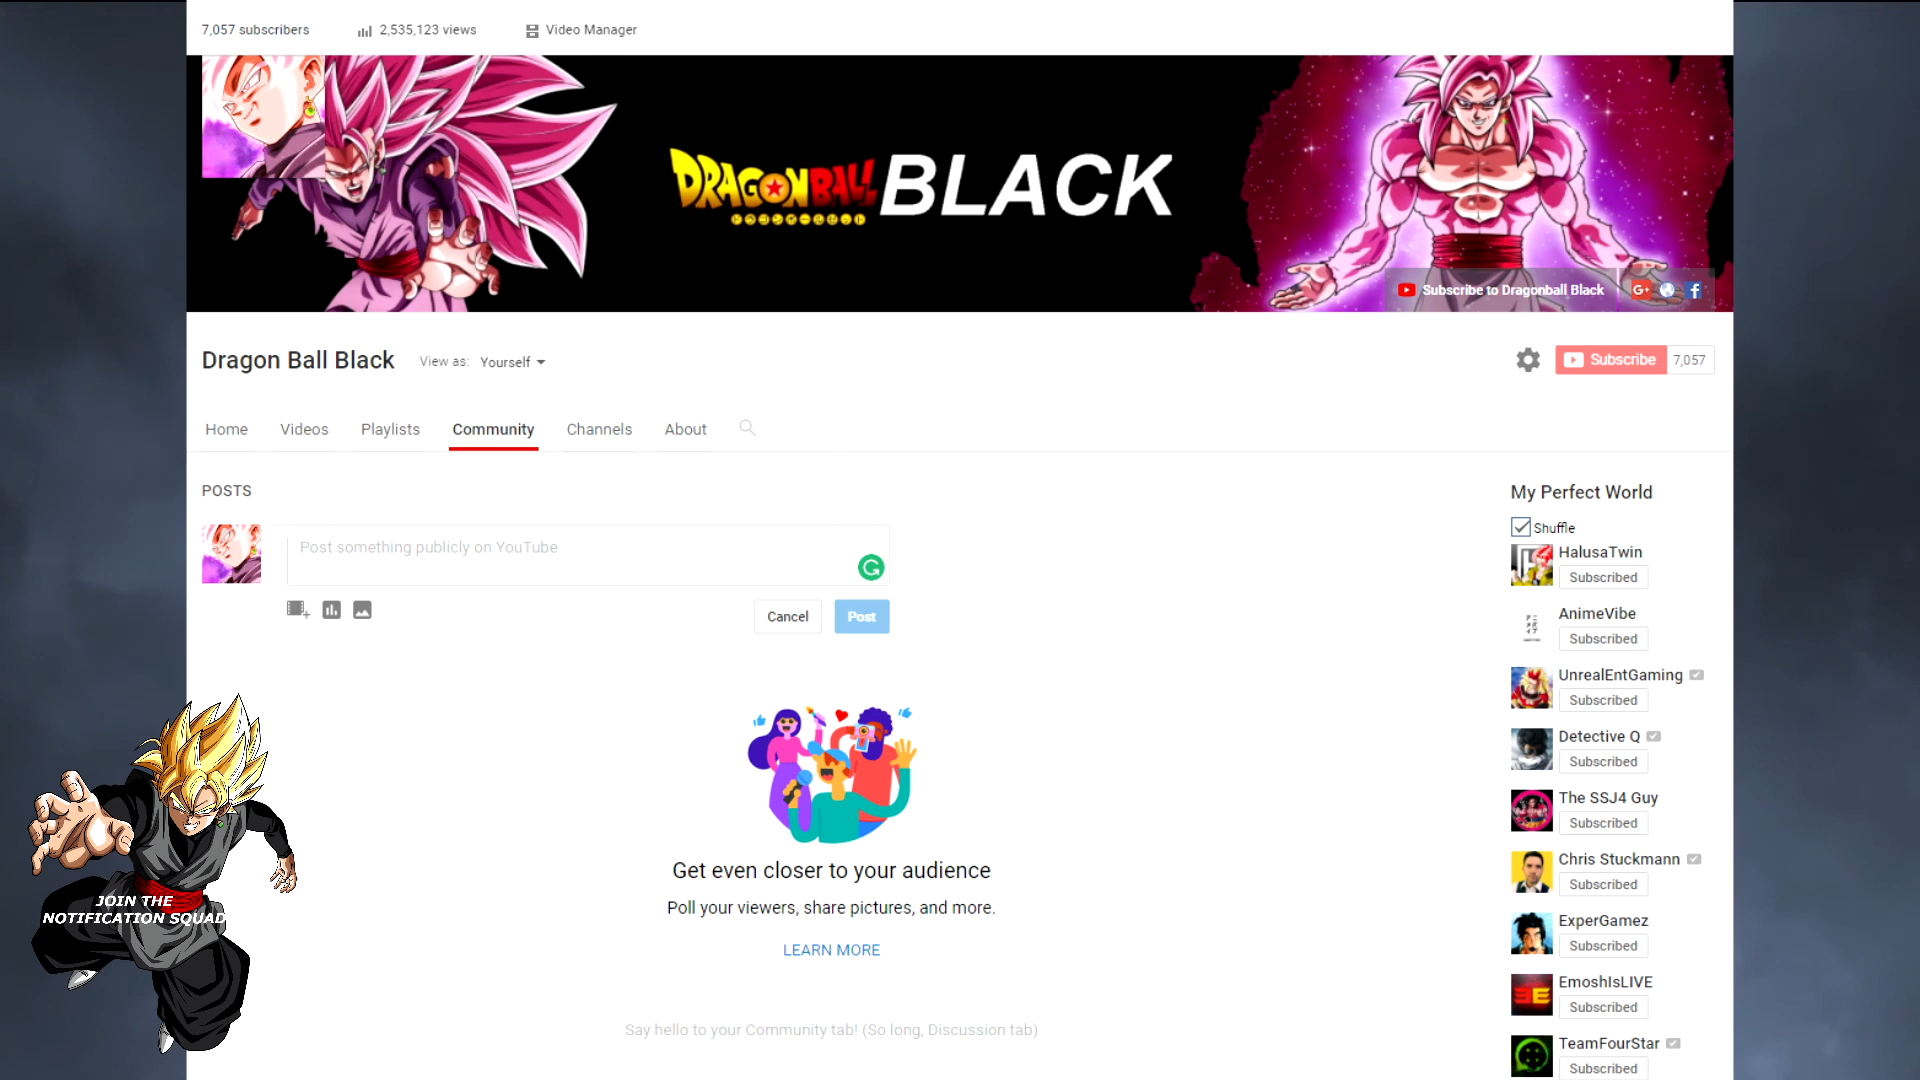 7,057 subscribers
2,535,123 views
Video Manager
DRAGONBALL BLACK
Subscribe to Dragonball Black
G+
f
Dragon Ball Black
View as: Yourself
Subscribe 7,057
Home
Videos
Playlists
Community
Channels
About
POSTS
Post something publicly on YouTube
Cancel
Post
Get even closer to your audience
Poll your viewers, share pictures, and more.
LEARN MORE
Say hello to your Community tab! (So long, Discussion tab)
JOIN THE
NOTIFICATION SQUAD
My Perfect World
Shuffle
HalusaTwin
Subscribed
AnimeVibe
Subscribed
UnrealEntGaming
Subscribed
Detective Q
Subscribed
The SSJ4 Guy
Subscribed
Chris Stuckmann
Subscribed
ExperGamez
Subscribed
EmoshIsLIVE
Subscribed
TeamFourStar
Subscribed